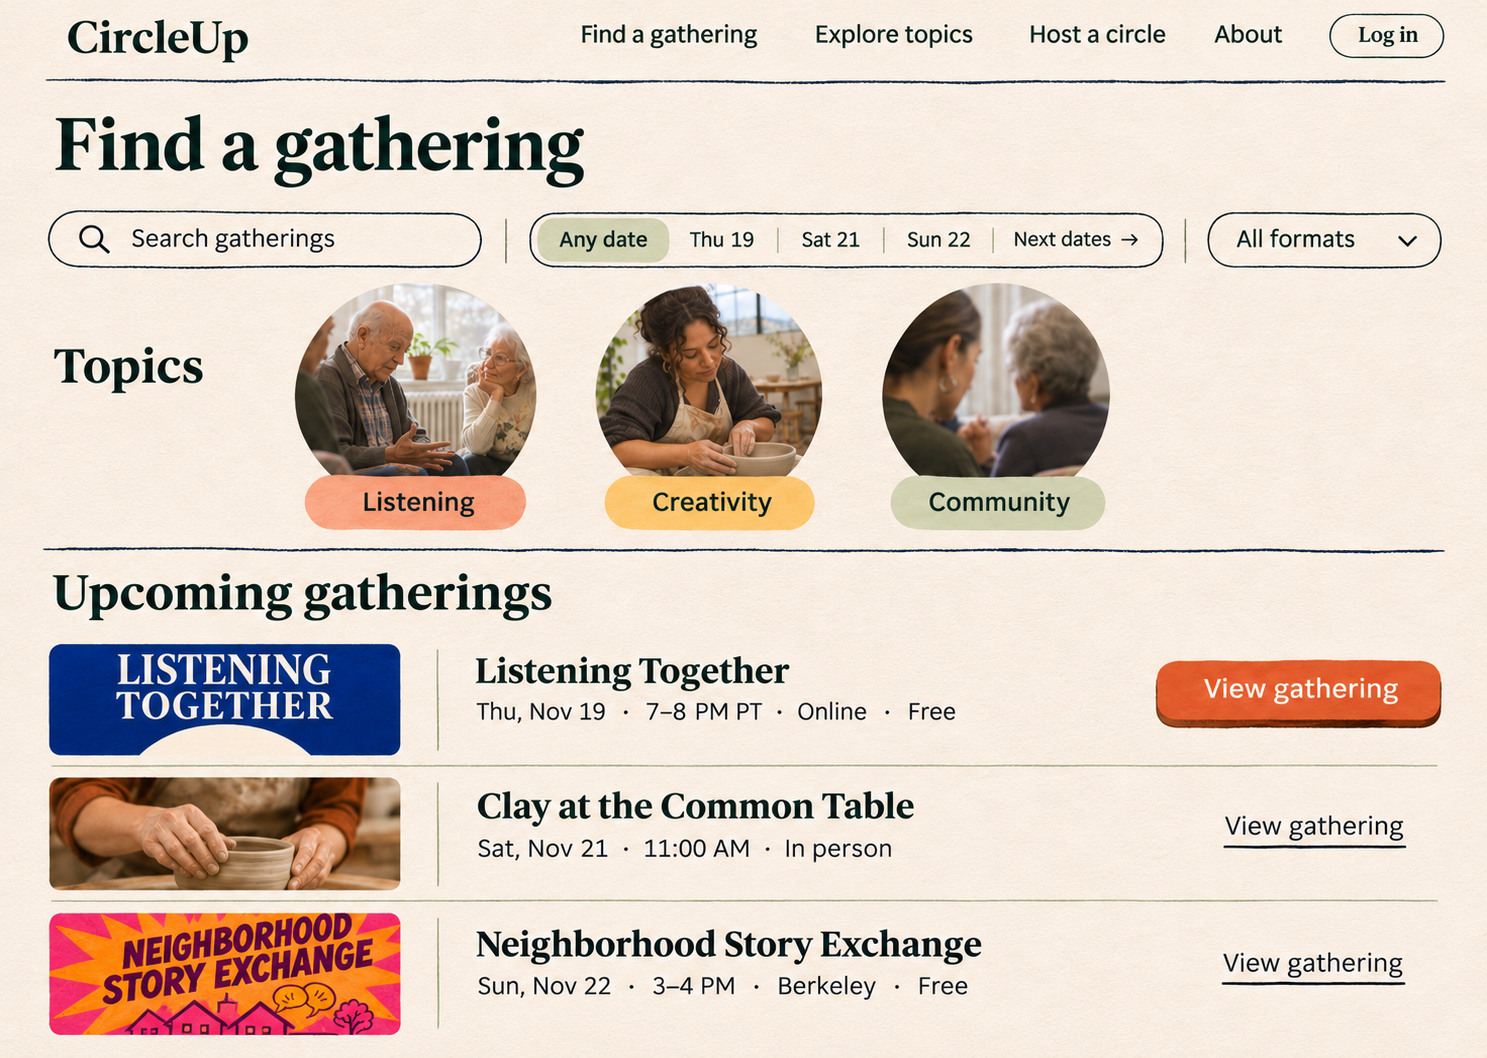 CircleUp
Find a gathering
Explore topics
Host a circle
About
Log in
Find a gathering
Search gatherings
Any date
Thu 19
Sat 21
Sun 22
Next dates →
All formats
Topics
Listening
Creativity
Community
Upcoming gatherings
LISTENING
TOGETHER
Listening Together
Thu, Nov 19 · 7–8 PM PT · Online · Free
View gathering
Clay at the Common Table
Sat, Nov 21 · 11:00 AM · In person
View gathering
NEIGHBORHOOD
STORY EXCHANGE
Neighborhood Story Exchange
Sun, Nov 22 · 3–4 PM · Berkeley · Free
View gathering